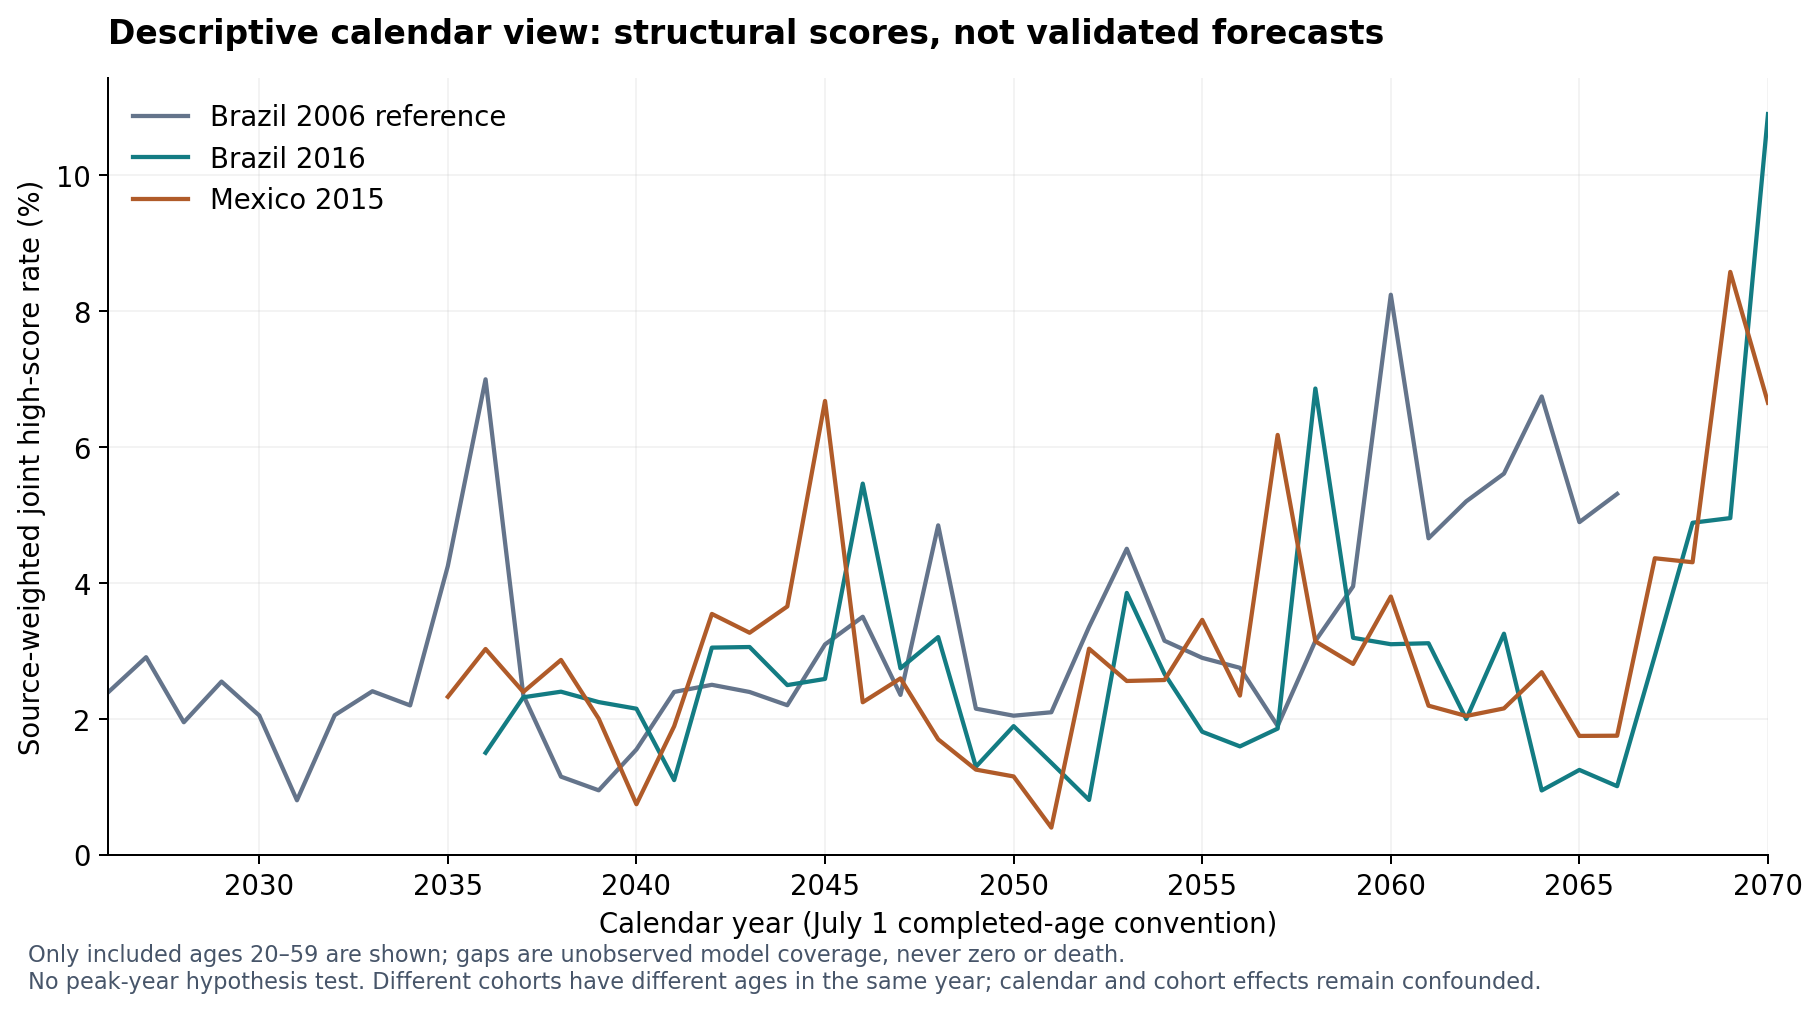 Descriptive calendar view: structural scores, not validated forecasts
Brazil 2006 reference
Brazil 2016
Mexico 2015
Source-weighted joint high-score rate (%)
10
8
6
4
2
0
2030 2035 2040 2045 2050 2055 2060 2065 2070
Calendar year (July 1 completed-age convention)
Only included ages 20–59 are shown; gaps are unobserved model coverage, never zero or death.
No peak-year hypothesis test. Different cohorts have different ages in the same year; calendar and cohort effects remain confounded.